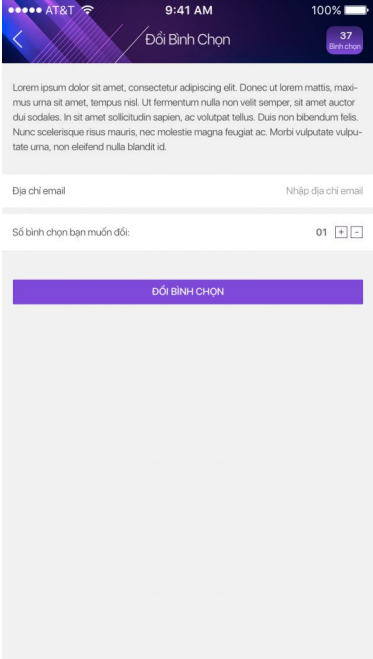 AT&T 9:41 AM 100%
Đổi Bình Chọn
37
Bình chọn
Lorem ipsum dolor sit amet, consectetur adipiscing elit. Donec ut lorem mattis, maxi-
mus urna sit amet, tempus nisl. Ut fermentum nulla non velit semper, sit amet auctor
dui sodales. In sit amet sollicitudin sapien, ac volutpat tellus. Duis non bibendum felis.
Nunc scelerisque risus mauris, nec molestie magna feugiat ac. Morbi vulputate vulpu-
tate urna, non eleifend nulla blandit id.
Địa chỉ email Nhập địa chỉ email
Số bình chọn bạn muốn đổi: 01 + -
ĐỔI BÌNH CHỌN